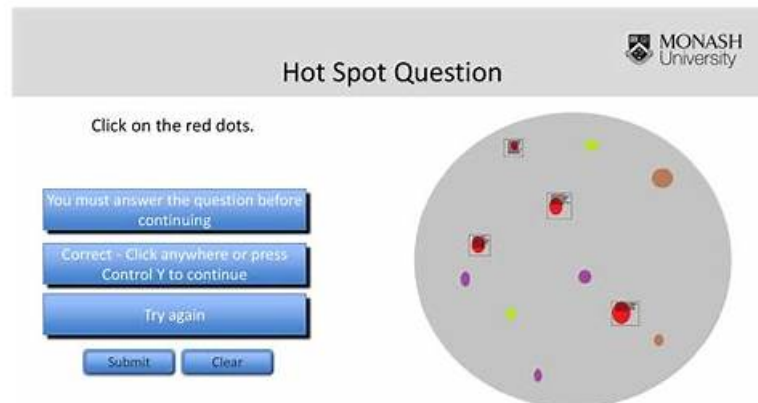 MONASH
University
Hot Spot Question
Click on the red dots.
You must answer the question before
continuing
Correct - Click anywhere or press
Control Y to continue
Try again
Submit
Clear